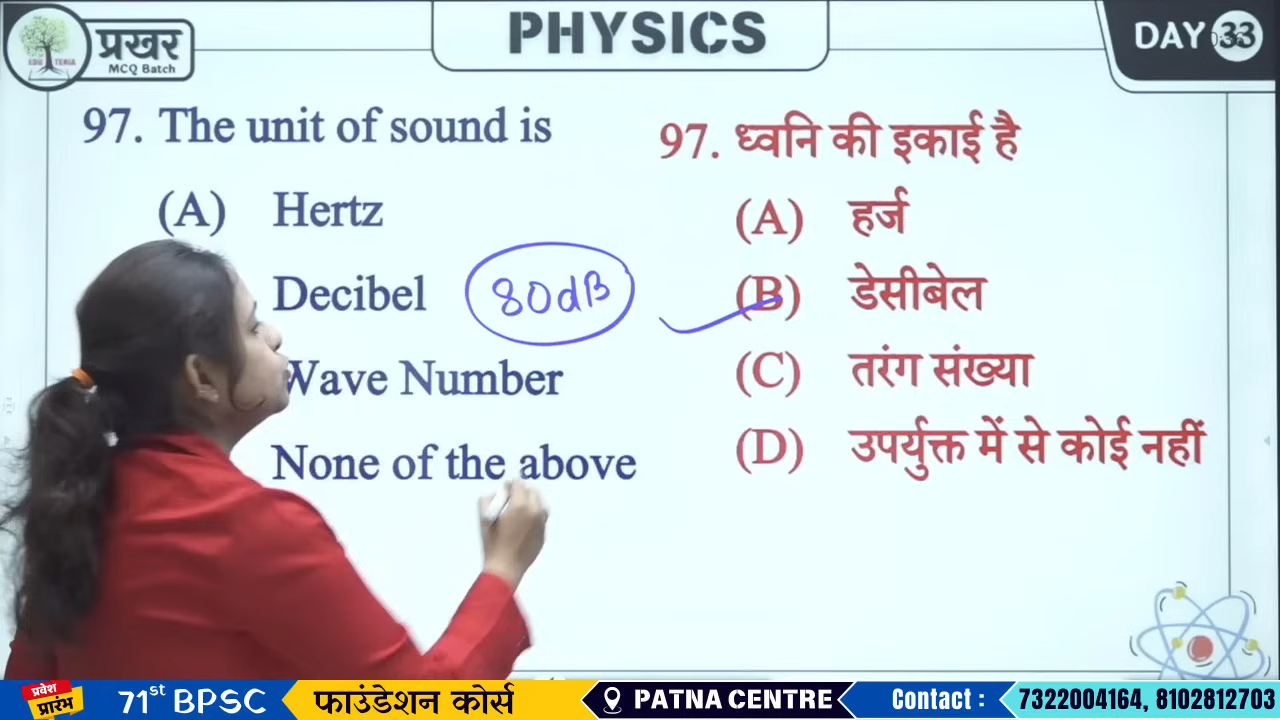 PHYSICS
प्रखर
MCQ Batch
DAY 33
97. The unit of sound is
(A) Hertz
Decibel
80dB
Wave Number
None of the above
97. ध्वनि की इकाई है
(A) हर्ज
(B) डेसीबेल
(C) तरंग संख्या
(D) उपर्युक्त में से कोई नहीं
प्रवेश
प्रारंभ
71st BPSC
फाउंडेशन कोर्स
PATNA CENTRE
Contact :
7322004164, 8102812703